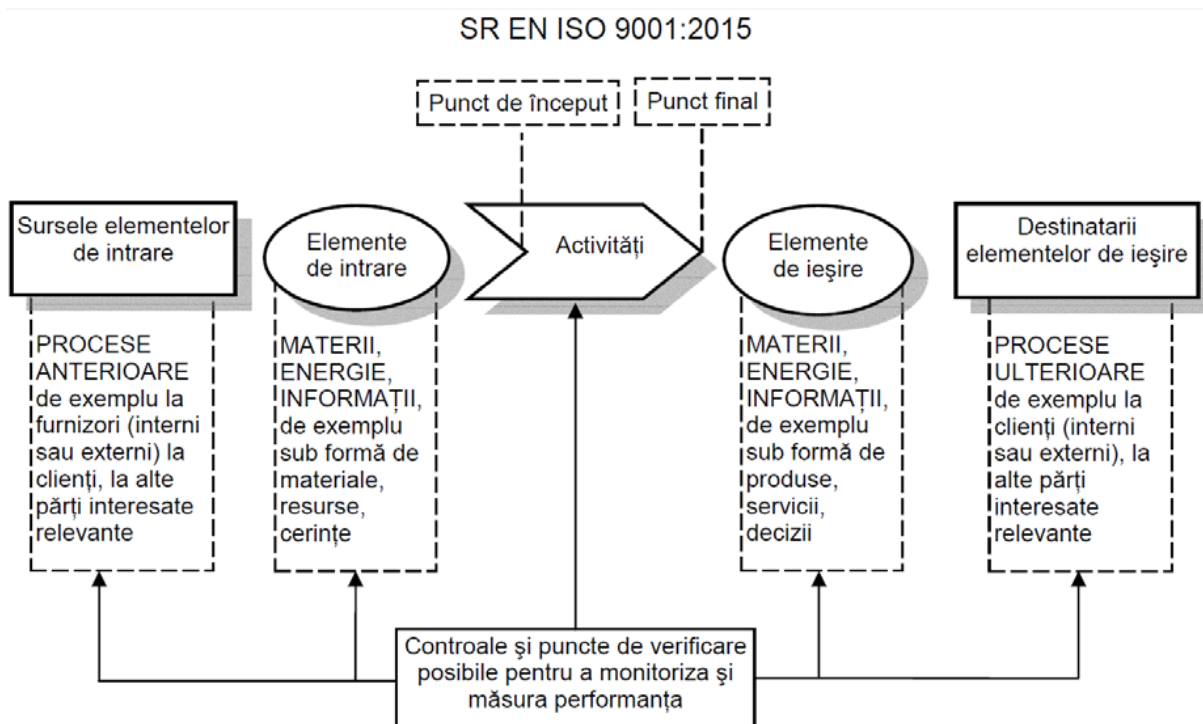 SR EN ISO 9001:2015
Punct de început
Punct final
Sursele elementelor
de intrare
Elemente
de intrare
Activități
Elemente
de ieşire
Destinatarii
elementelor de ieşire
PROCESE
ANTERIOARE
de exemplu la
furnizori (interni
sau externi) la
clienți, la alte
părți interesate
relevante
MATERII,
ENERGIE,
INFORMAȚII,
de exemplu
sub formă de
materiale,
resurse,
cerințe
MATERII,
ENERGIE,
INFORMAȚII,
de exemplu
sub formă de
produse,
servicii,
decizii
PROCESE
ULTERIOARE
de exemplu la
clienți (interni
sau externi), la
alte părți
interesate
relevante
Controale şi puncte de verificare
posibile pentru a monitoriza şi
măsura performanța